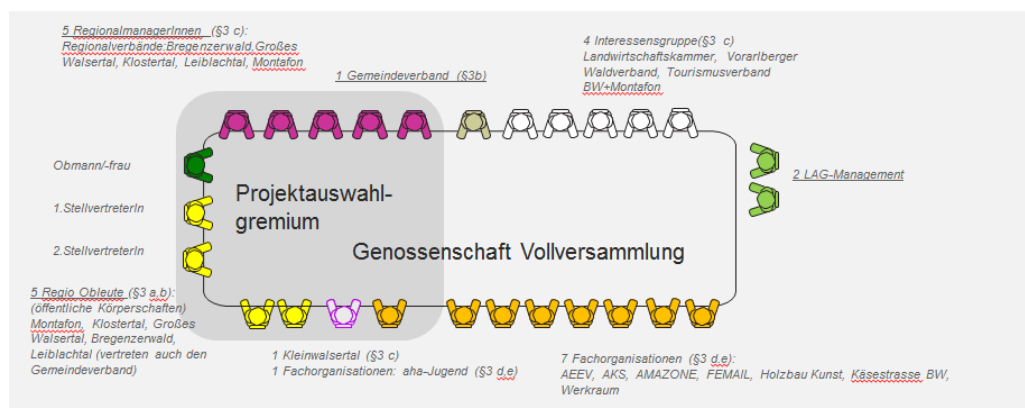 5 RegionalmanagerInnen (§3 c):
Regionalverbände:Bregenzerwald,Großes
Walsertal, Klostertal, Leiblachtal, Montafon
1 Gemeindeverband (§3b)
4 Interessensgruppe(§3 c)
Landwirtschaftskammer, Vorarlberger
Waldverband, Tourismusverband
BW+Montafon
Obmann/-frau
1.StellvertreterIn
2.StellvertreterIn
Projektauswahl-
gremium
Genossenschaft Vollversammlung
2 LAG-Management
5 Regio Obleute (§3 a,b):
(öffentliche Körperschaften)
Montafon, Klostertal, Großes
Walsertal, Bregenzerwald,
Leiblachtal (vertreten auch den
Gemeindeverband)
1 Kleinwalsertal (§3 c)
1 Fachorganisationen: aha-Jugend (§3 d,e)
7 Fachorganisationen (§3 d,e):
AEEV, AKS, AMAZONE, FEMAIL, Holzbau Kunst, Käsestrasse BW,
Werkraum